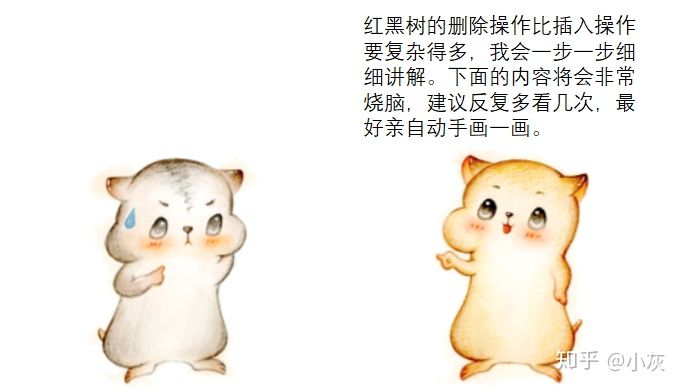 红黑树的删除操作比插入操作
要复杂得多，我会一步一步细
细讲解。下面的内容将会非常
烧脑，建议反复多看几次，最
好亲自动手画一画。
知乎 @小灰